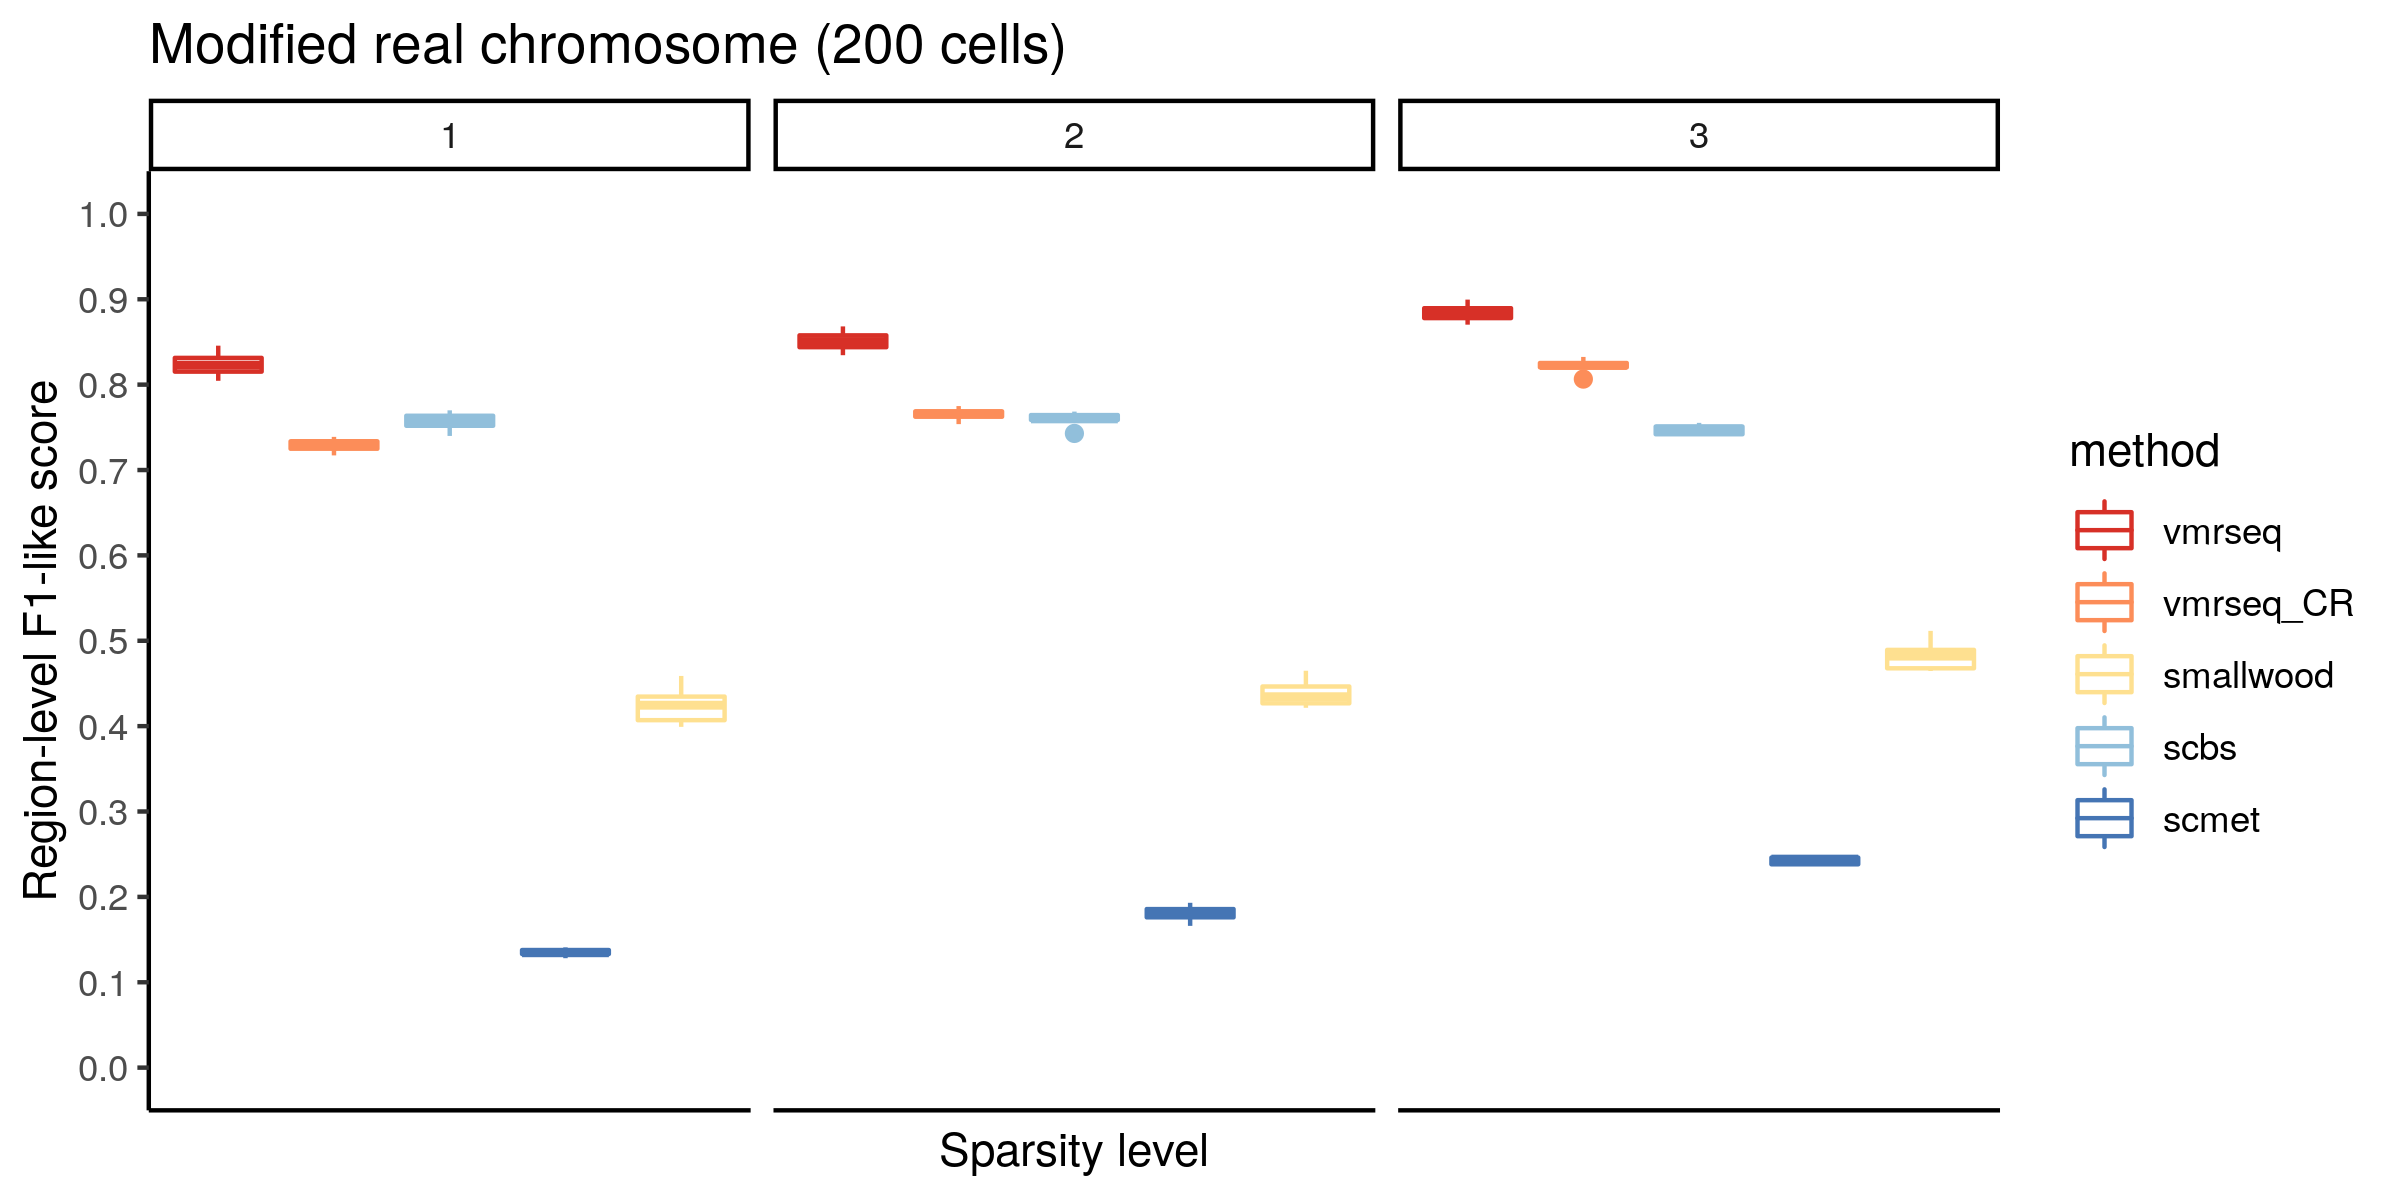 Modified real chromosome (200 cells)
1
2
3
Region-level F1-like score
1.0
0.9
0.8
0.7
0.6
0.5
0.4
0.3
0.2
0.1
0.0
Sparsity level
method
vmrseq
vmrseq_CR
smallwood
scbs
scmet